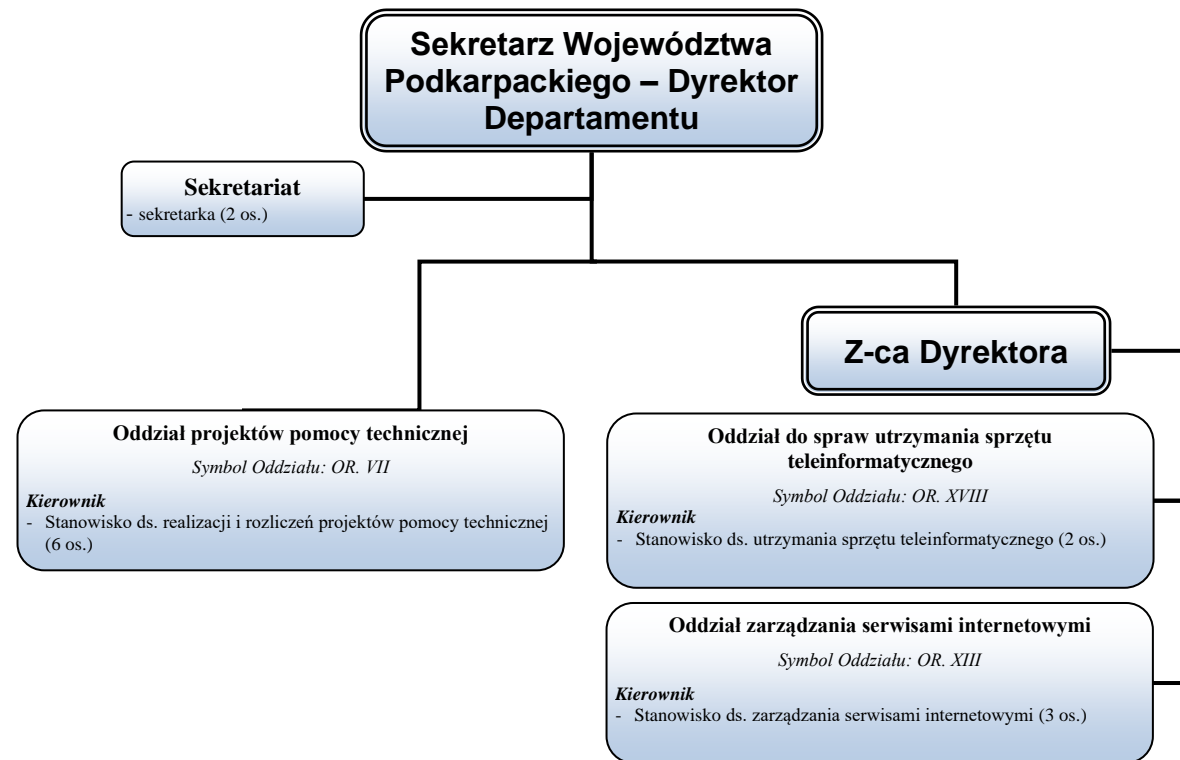 Sekretarz Województwa
Podkarpackiego – Dyrektor
Departamentu
Sekretariat
- sekretarka (2 os.)
Z-ca Dyrektora
Oddział projektów pomocy technicznej
Symbol Oddziału: OR. VII
Kierownik
- Stanowisko ds. realizacji i rozliczeń projektów pomocy technicznej
(6 os.)
Oddział do spraw utrzymania sprzętu
teleinformatycznego
Symbol Oddziału: OR. XVIII
Kierownik
- Stanowisko ds. utrzymania sprzętu teleinformatycznego (2 os.)
Oddział zarządzania serwisami internetowymi
Symbol Oddziału: OR. XIII
Kierownik
- Stanowisko ds. zarządzania serwisami internetowymi (3 os.)